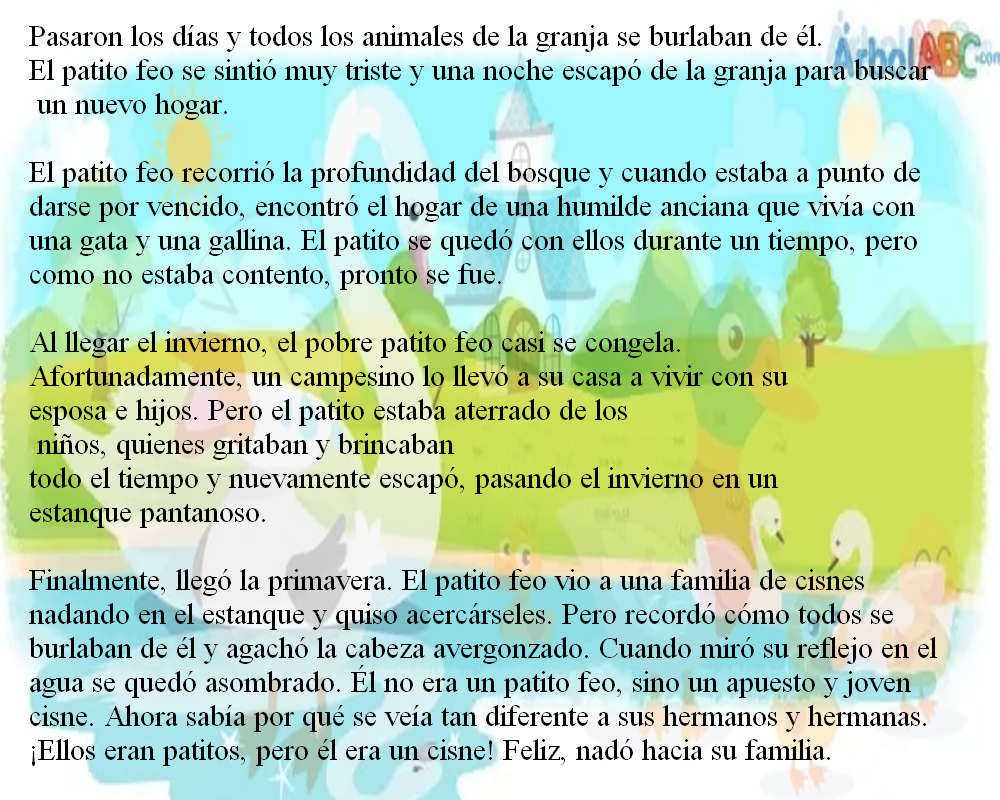 Pasaron los días y todos los animales de la granja se burlaban de él.
ÁrbolABC.com
El patito feo se sintió muy triste y una noche escapó de la granja para buscar
un nuevo hogar.
El patito feo recorrió la profundidad del bosque y cuando estaba a punto de
darse por vencido, encontró el hogar de una humilde anciana que vivía con
una gata y una gallina. El patito se quedó con ellos durante un tiempo, pero
como no estaba contento, pronto se fue.
Al llegar el invierno, el pobre patito feo casi se congela.
Afortunadamente, un campesino lo llevó a su casa a vivir con su
esposa e hijos. Pero el patito estaba aterrado de los
niños, quienes gritaban y brincaban
todo el tiempo y nuevamente escapó, pasando el invierno en un
estanque pantanoso.
Finalmente, llegó la primavera. El patito feo vio a una familia de cisnes
nadando en el estanque y quiso acercárseles. Pero recordó cómo todos se
burlaban de él y agachó la cabeza avergonzado. Cuando miró su reflejo en el
agua se quedó asombrado. Él no era un patito feo, sino un apuesto y joven
cisne. Ahora sabía por qué se veía tan diferente a sus hermanos y hermanas.
¡Ellos eran patitos, pero él era un cisne! Feliz, nadó hacia su familia.